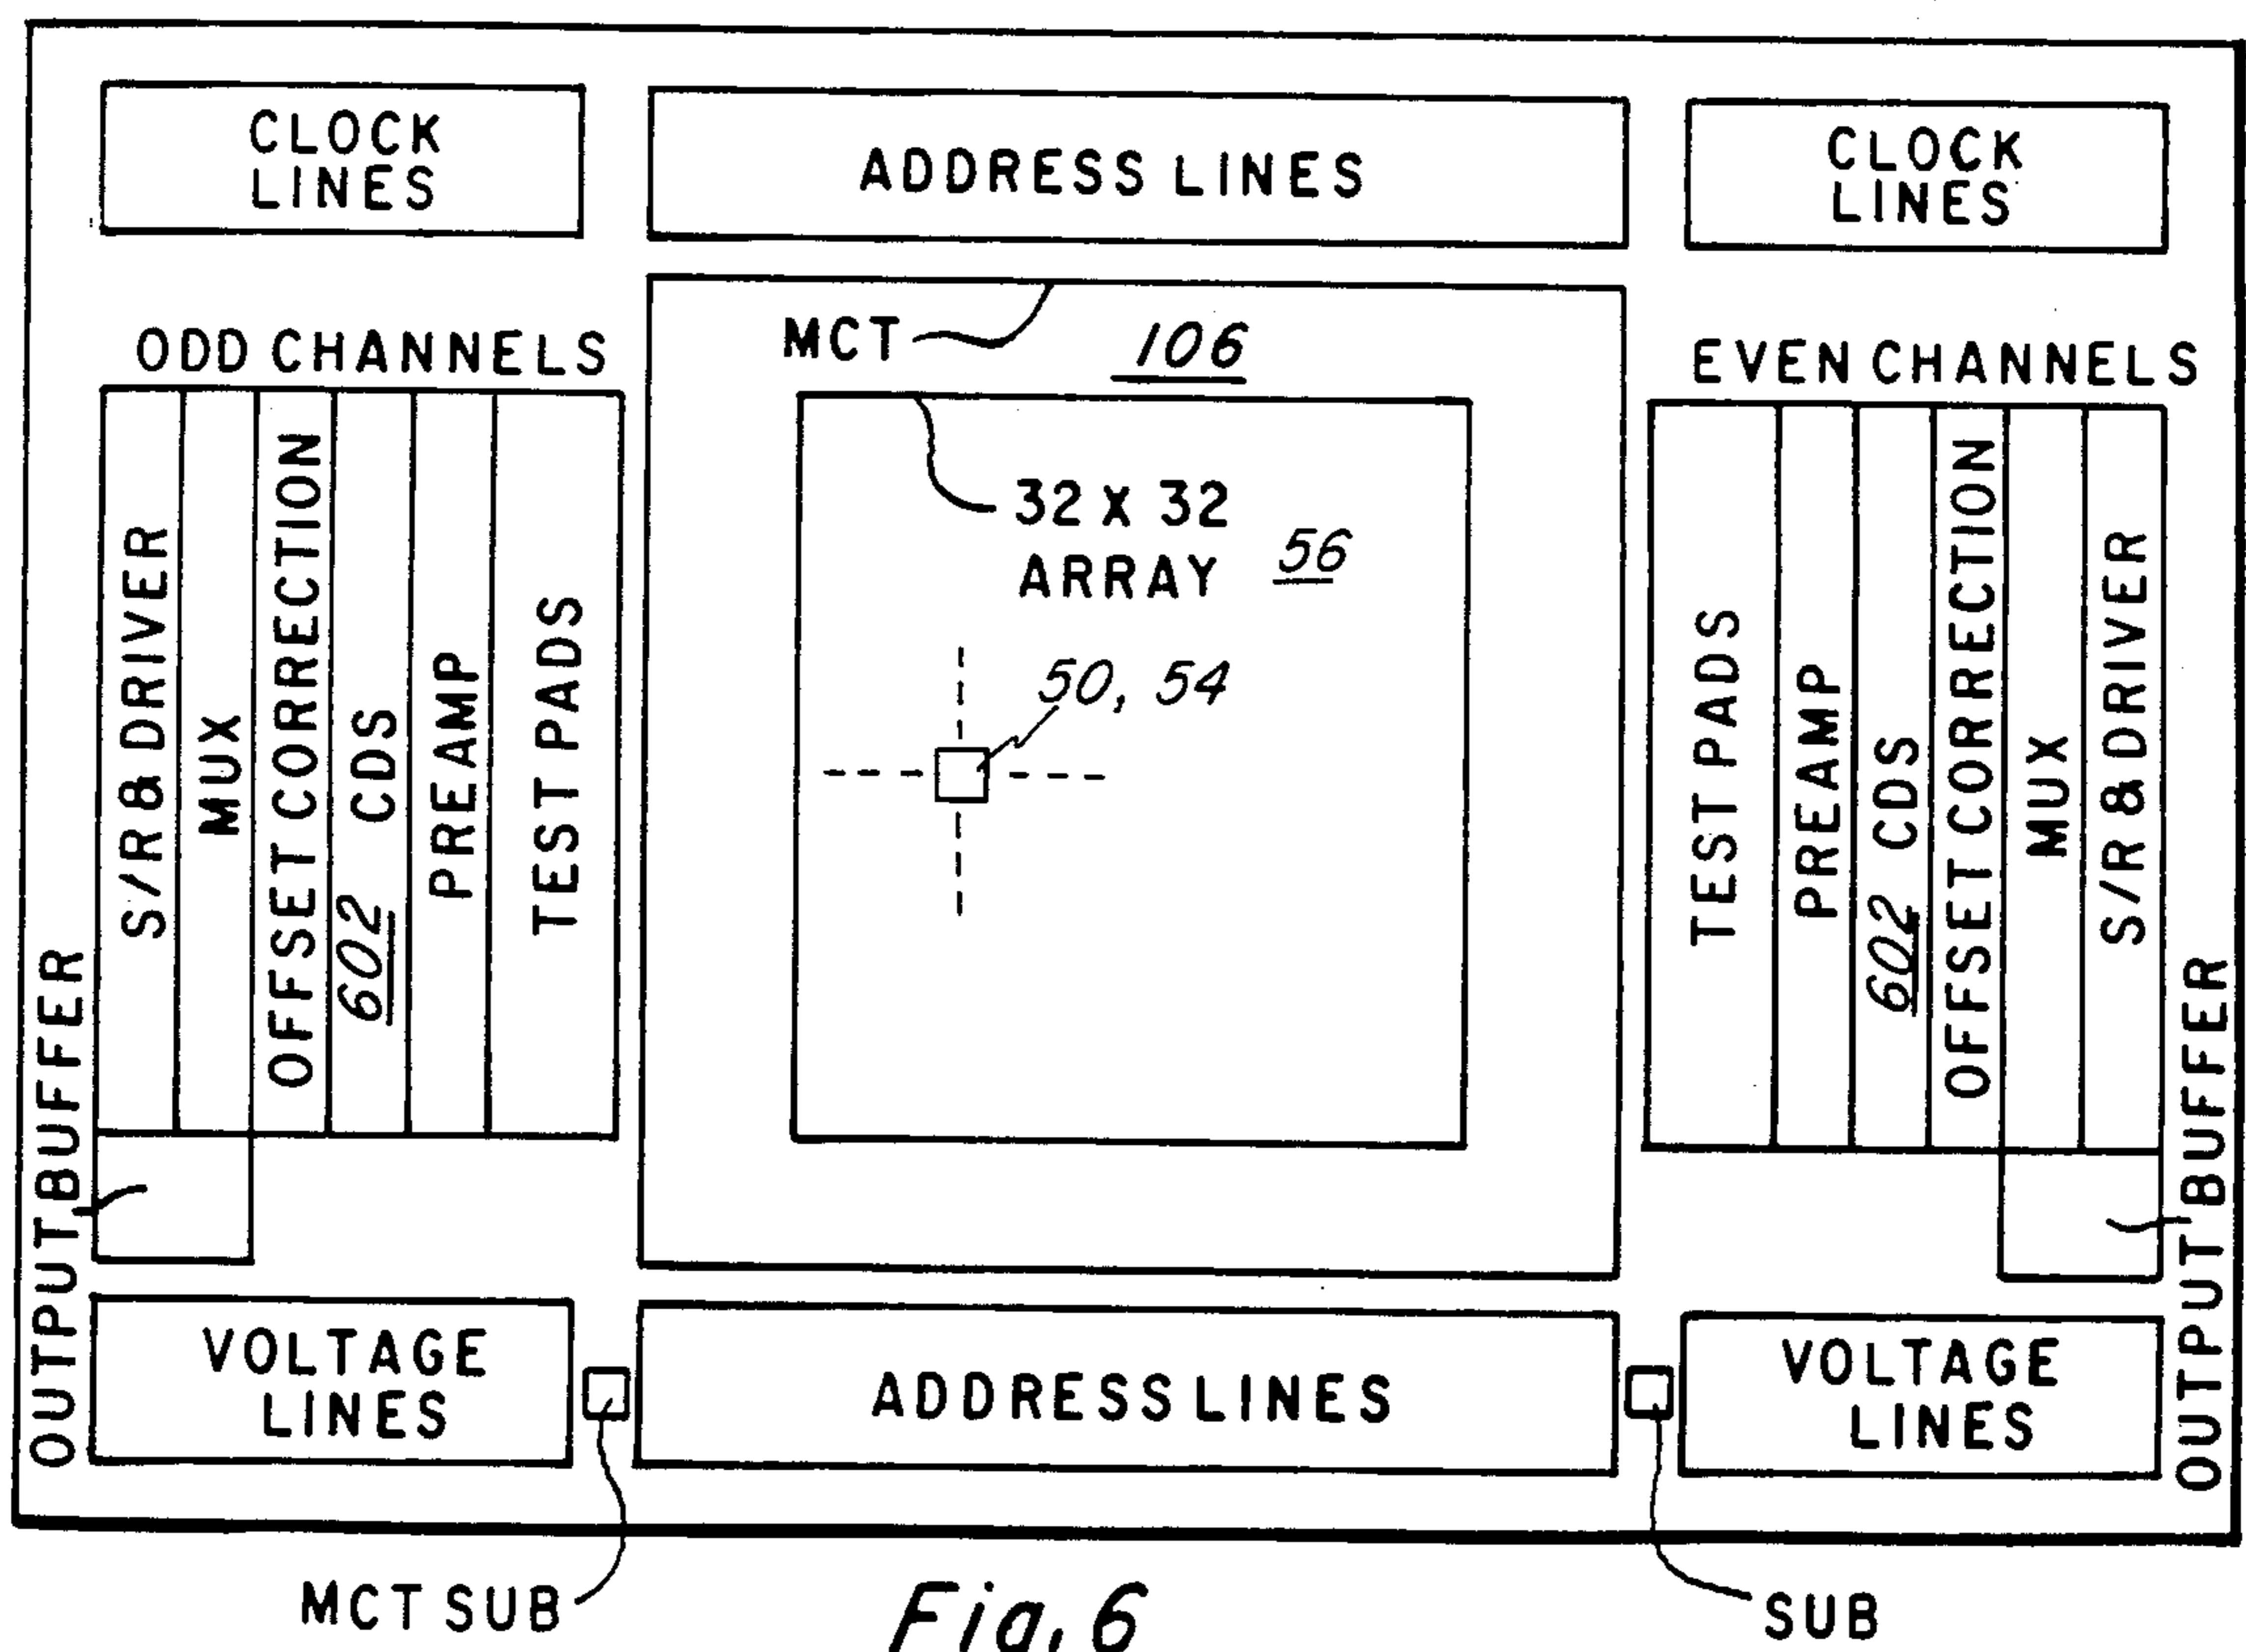 CLOCK
LINES
ADDRESS LINES
CLOCK
LINES
ODD CHANNELS
MCT
106
EVEN CHANNELS
S/R & DRIVER
MUX
OFFSET CORRECTION
602 CDS
PREAMP
TEST PADS
32 X 32
ARRAY 56
50, 54
TEST PADS
PREAMP
602 CDS
OFFSET CORRECTION
MUX
S/R & DRIVER
OUTPUT BUFFER
OUTPUT BUFFER
VOLTAGE
LINES
ADDRESS LINES
VOLTAGE
LINES
MCT SUB
SUB
Fig. 6